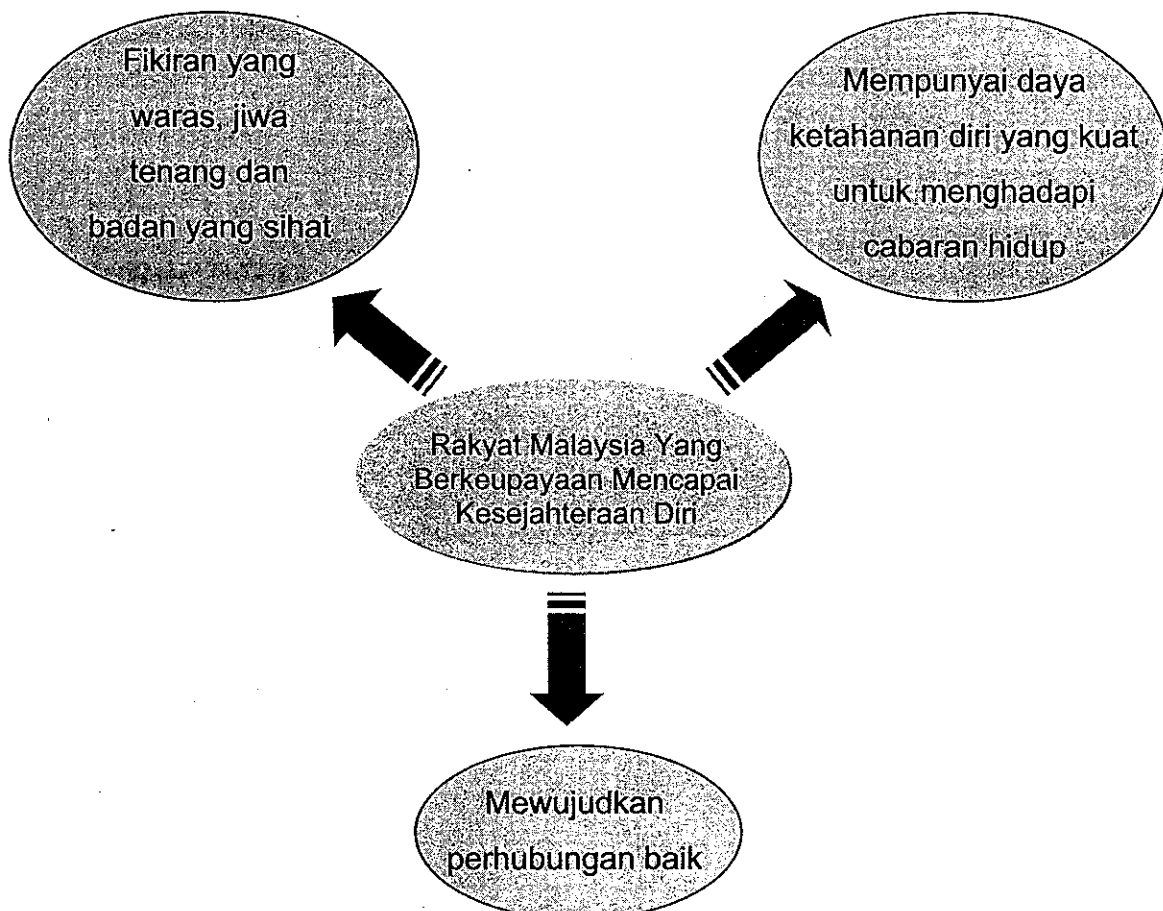 Fikiran yang
waras, jiwa
tenang dan
badan yang sihat
Mempunyai daya
ketahanan diri yang kuat
untuk menghadapi
cabaran hidup
Rakyat Malaysia Yang
Berkeupayaan Mencapai
Kesejahteraan Diri
Mewujudkan
perhubungan baik